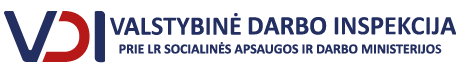 VDI VALSTYBINĖ DARBO INSPEKCIJA
PRIE LR SOCIALINĖS APSAUGOS IR DARBO MINISTERIJOS